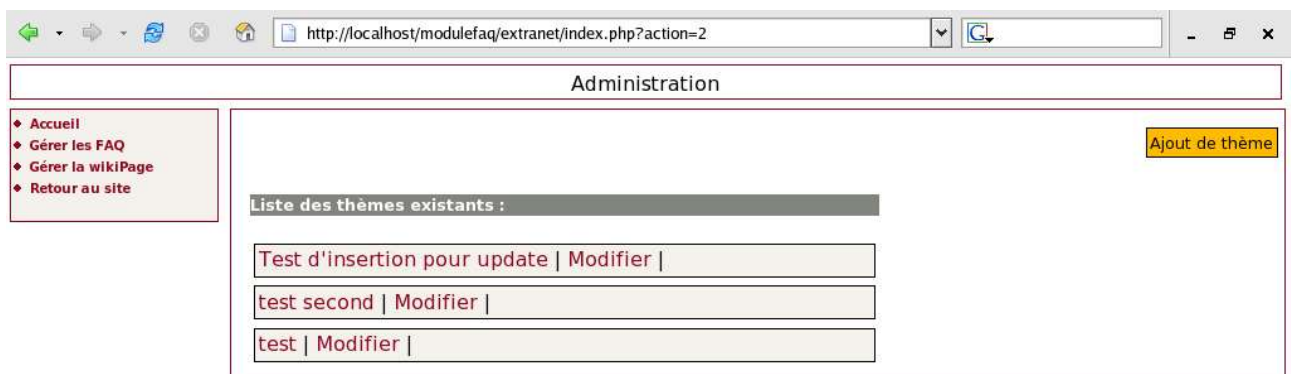 http://localhost/modulefaq/extranet/index.php?action=2
Administration
Accueil
Gérer les FAQ
Gérer la wikiPage
Retour au site
Ajout de thème
Liste des thèmes existants :
Test d'insertion pour update | Modifier |
test second | Modifier |
test | Modifier |